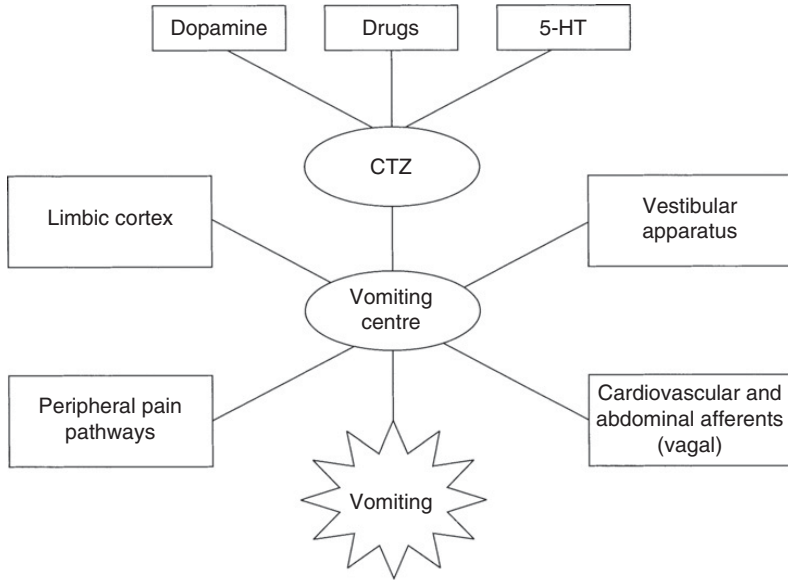 Dopamine
Drugs
5-HT
CTZ
Limbic cortex
Vestibular
apparatus
Vomiting
centre
Peripheral pain
pathways
Cardiovascular and
abdominal afferents
(vagal)
Vomiting